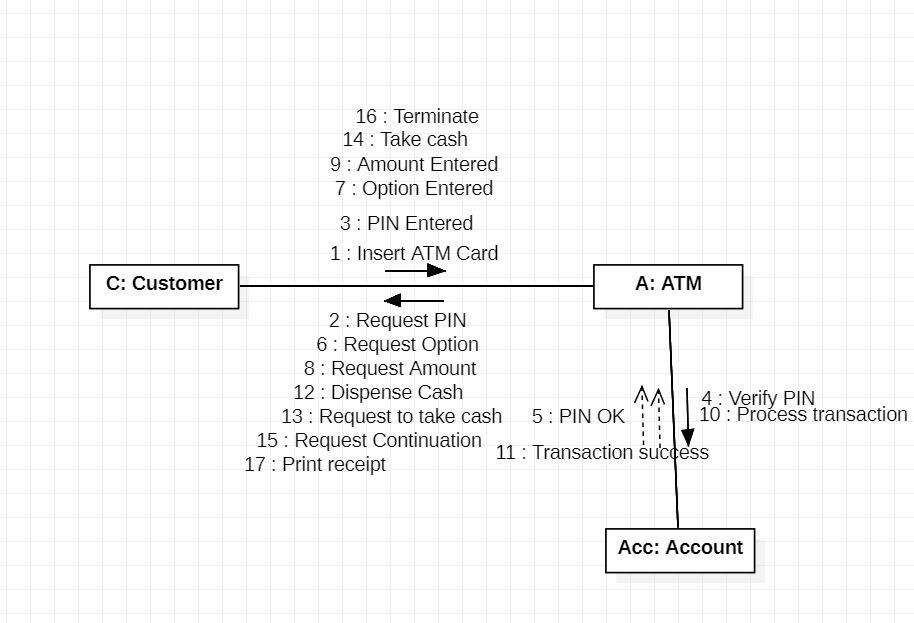 16 : Terminate
14 : Take cash
9 : Amount Entered
7 : Option Entered
3 : PIN Entered
1 : Insert ATM Card
C: Customer
A: ATM
2 : Request PIN
6 : Request Option
8 : Request Amount
12 : Dispense Cash
13 : Request to take cash
15 : Request Continuation
17 : Print receipt
4 : Verify PIN
10 : Process transaction
5 : PIN OK
11 : Transaction success
Acc: Account